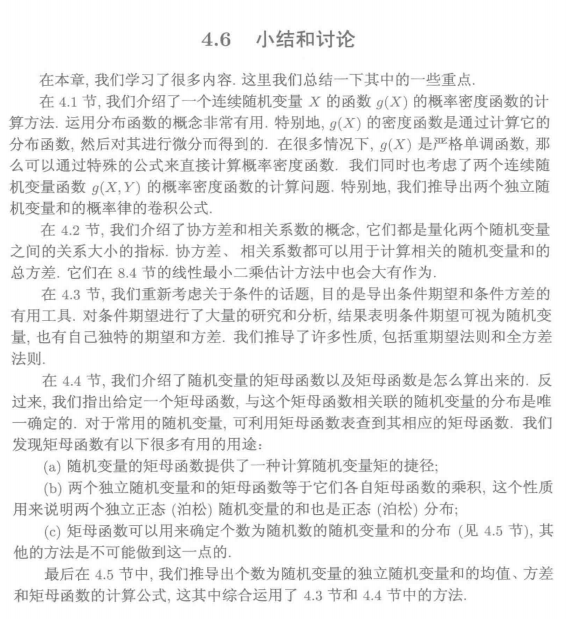 4.6 小结和讨论
在本章, 我们学习了很多内容. 这里我们总结一下其中的一些重点.
在 4.1 节, 我们介绍了一个连续随机变量 X 的函数 g(X) 的概率密度函数的计
算方法. 运用分布函数的概念非常有用. 特别地, g(X) 的密度函数是通过计算它的
分布函数, 然后对其进行微分而得到的. 在很多情况下, g(X) 是严格单调函数, 那
么可以通过特殊的公式来直接计算概率密度函数. 我们同时也考虑了两个连续随
机变量函数 g(X,Y) 的概率密度函数的计算问题. 特别地, 我们推导出两个独立随
机变量和的概率律的卷积公式.
在 4.2 节, 我们介绍了协方差和相关系数的概念, 它们都是量化两个随机变量
之间的关系大小的指标. 协方差、相关系数都可以用于计算相关的随机变量和的
总方差. 它们在 8.4 节的线性最小二乘估计方法中也会大有作为.
在 4.3 节, 我们重新考虑关于条件的话题, 目的是导出条件期望和条件方差的
有用工具. 对条件期望进行了大量的研究和分析, 结果表明条件期望可视为随机变
量, 也有自己独特的期望和方差. 我们推导了许多性质, 包括重期望法则和全方差
法则.
在 4.4 节, 我们介绍了随机变量的矩母函数以及矩母函数是怎么算出来的. 反
过来, 我们指出给定一个矩母函数, 与这个矩母函数相关联的随机变量的分布是唯
一确定的. 对于常用的随机变量, 可利用矩母函数表查到其相应的矩母函数. 我们
发现矩母函数有以下很多有用的用途:
(a) 随机变量的矩母函数提供了一种计算随机变量矩的捷径;
(b) 两个独立随机变量和的矩母函数等于它们各自矩母函数的乘积, 这个性质
用来说明两个独立正态 (泊松) 随机变量的和也是正态 (泊松) 分布;
(c) 矩母函数可以用来确定个数为随机数的随机变量和的分布 (见 4.5 节), 其
他的方法是不可能做到这一点的.
最后在 4.5 节中, 我们推导出个数为随机变量的独立随机变量和的均值、方差
和矩母函数的计算公式, 这其中综合运用了 4.3 节和 4.4 节中的方法.